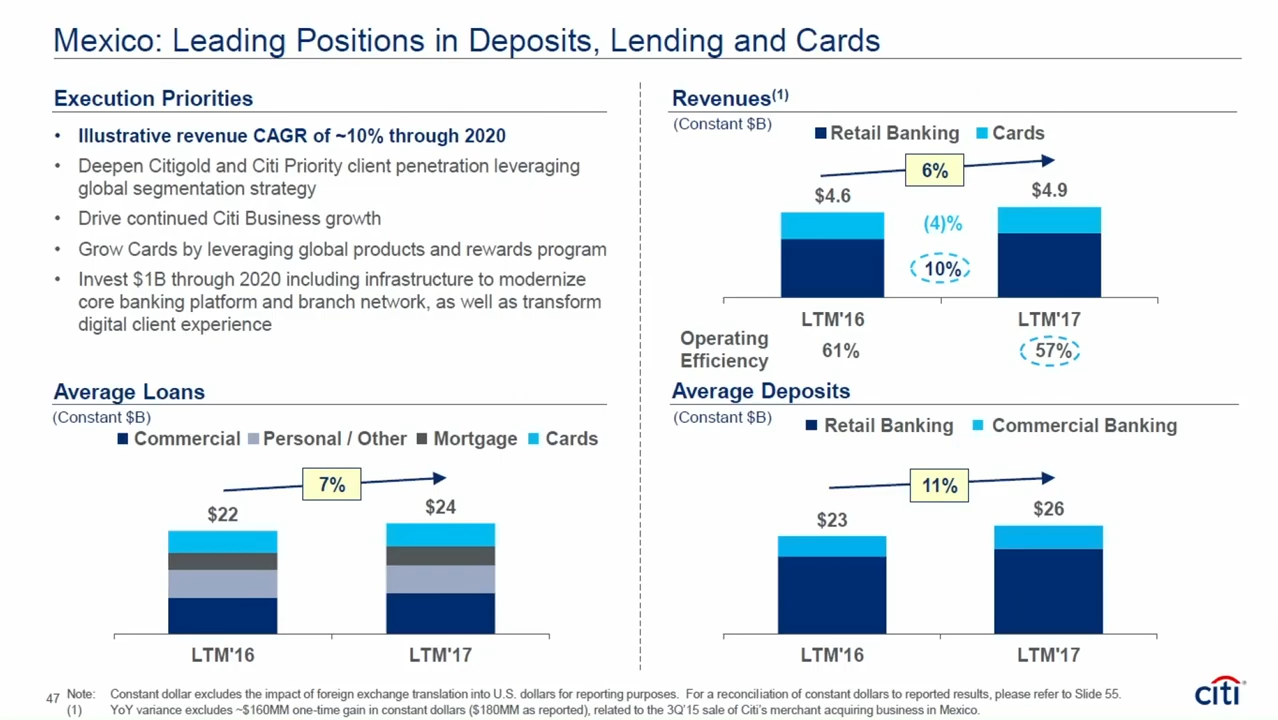 Mexico: Leading Positions in Deposits, Lending and Cards
Execution Priorities
• Illustrative revenue CAGR of ~10% through 2020
• Deepen Citigold and Citi Priority client penetration leveraging
global segmentation strategy
• Drive continued Citi Business growth
• Grow Cards by leveraging global products and rewards program
• Invest $1B through 2020 including infrastructure to modernize
core banking platform and branch network, as well as transform
digital client experience
Revenues(1)
(Constant $B)
Retail Banking Cards
6%
$4.6
$4.9
(4)%
10%
LTM'16 LTM'17
Operating
Efficiency
61% 57%
Average Loans
(Constant $B)
Commercial Personal / Other Mortgage Cards
7%
$22
$24
LTM'16 LTM'17
Average Deposits
(Constant $B)
Retail Banking Commercial Banking
11%
$23
$26
LTM'16 LTM'17
47
Note: Constant dollar excludes the impact of foreign exchange translation into U.S. dollars for reporting purposes. For a reconciliation of constant dollars to reported results, please refer to Slide 55.
(1) YoY variance excludes ~$160MM one-time gain in constant dollars ($180MM as reported), related to the 3Q'15 sale of Citi's merchant acquiring business in Mexico.
citi